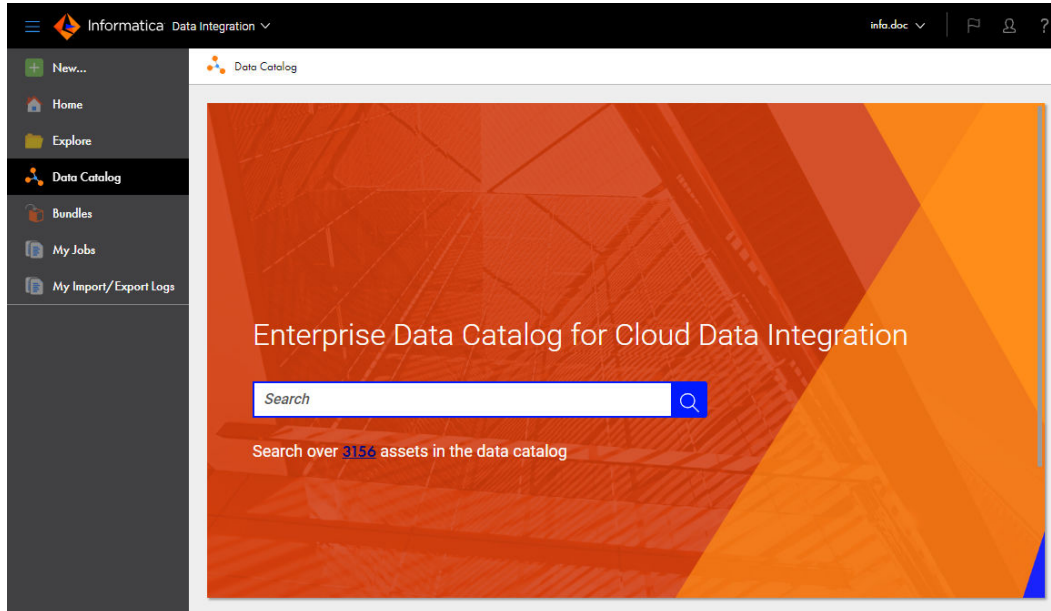 Informatica Data Integration
infa.doc
?
New...
Home
Explore
Data Catalog
Bundles
My Jobs
My Import/Export Logs
Data Catalog
Enterprise Data Catalog for Cloud Data Integration
Search
Search over 3156 assets in the data catalog